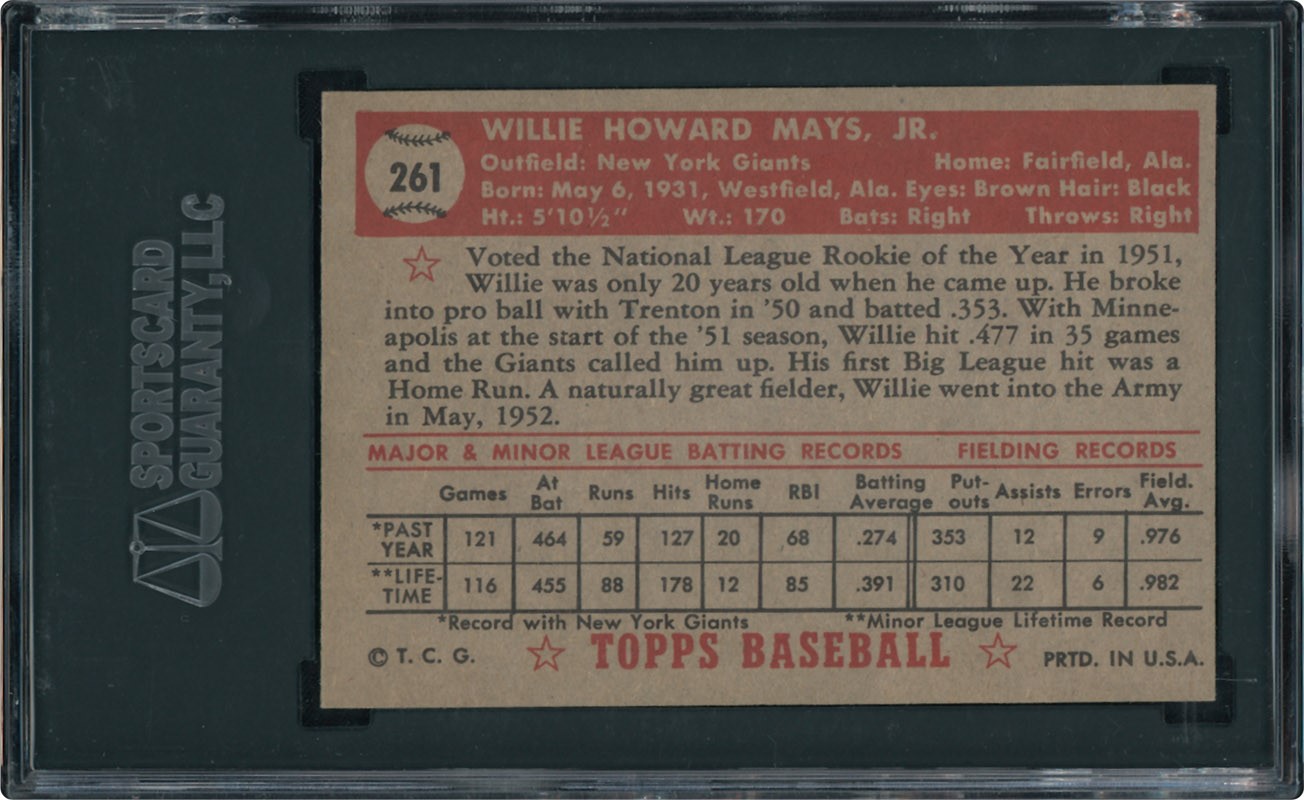 SPORTSCARD
GUARANTY, LLC
261
WILLIE HOWARD MAYS, JR.
Outfield: New York Giants Home: Fairfield, Ala.
Born: May 6, 1931, Westfield, Ala. Eyes: Brown Hair: Black
Ht.: 5'10½" Wt.: 170 Bats: Right Throws: Right
Voted the National League Rookie of the Year in 1951,
Willie was only 20 years old when he came up. He broke
into pro ball with Trenton in '50 and batted .353. With Minne-
apolis at the start of the '51 season, Willie hit .477 in 35 games
and the Giants called him up. His first Big League hit was a
Home Run. A naturally great fielder, Willie went into the Army
in May, 1952.
MAJOR & MINOR LEAGUE BATTING RECORDS FIELDING RECORDS
Games At Bat Runs Hits Home Runs RBI Batting Average Put-outs Assists Errors Field. Avg.
*PAST YEAR 121 464 59 127 20 68 .274 353 12 9 .976
**LIFE-TIME 116 455 88 178 12 85 .391 310 22 6 .982
*Record with New York Giants **Minor League Lifetime Record
© T. C. G. TOPPS BASEBALL PRTD. IN U.S.A.